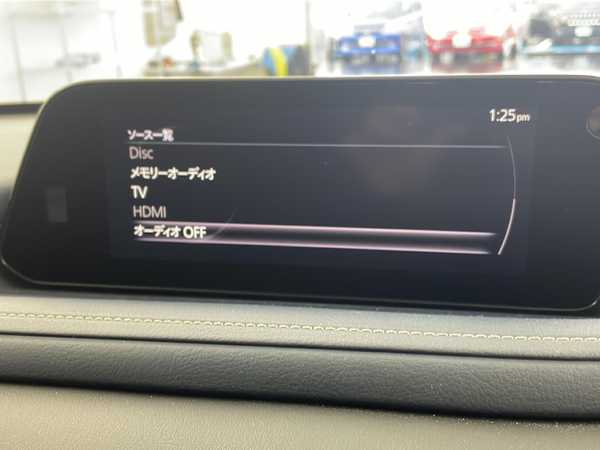 1:25pm
ソース一覧
Disc
メモリーオーディオ
TV
HDMI
オーディオ OFF